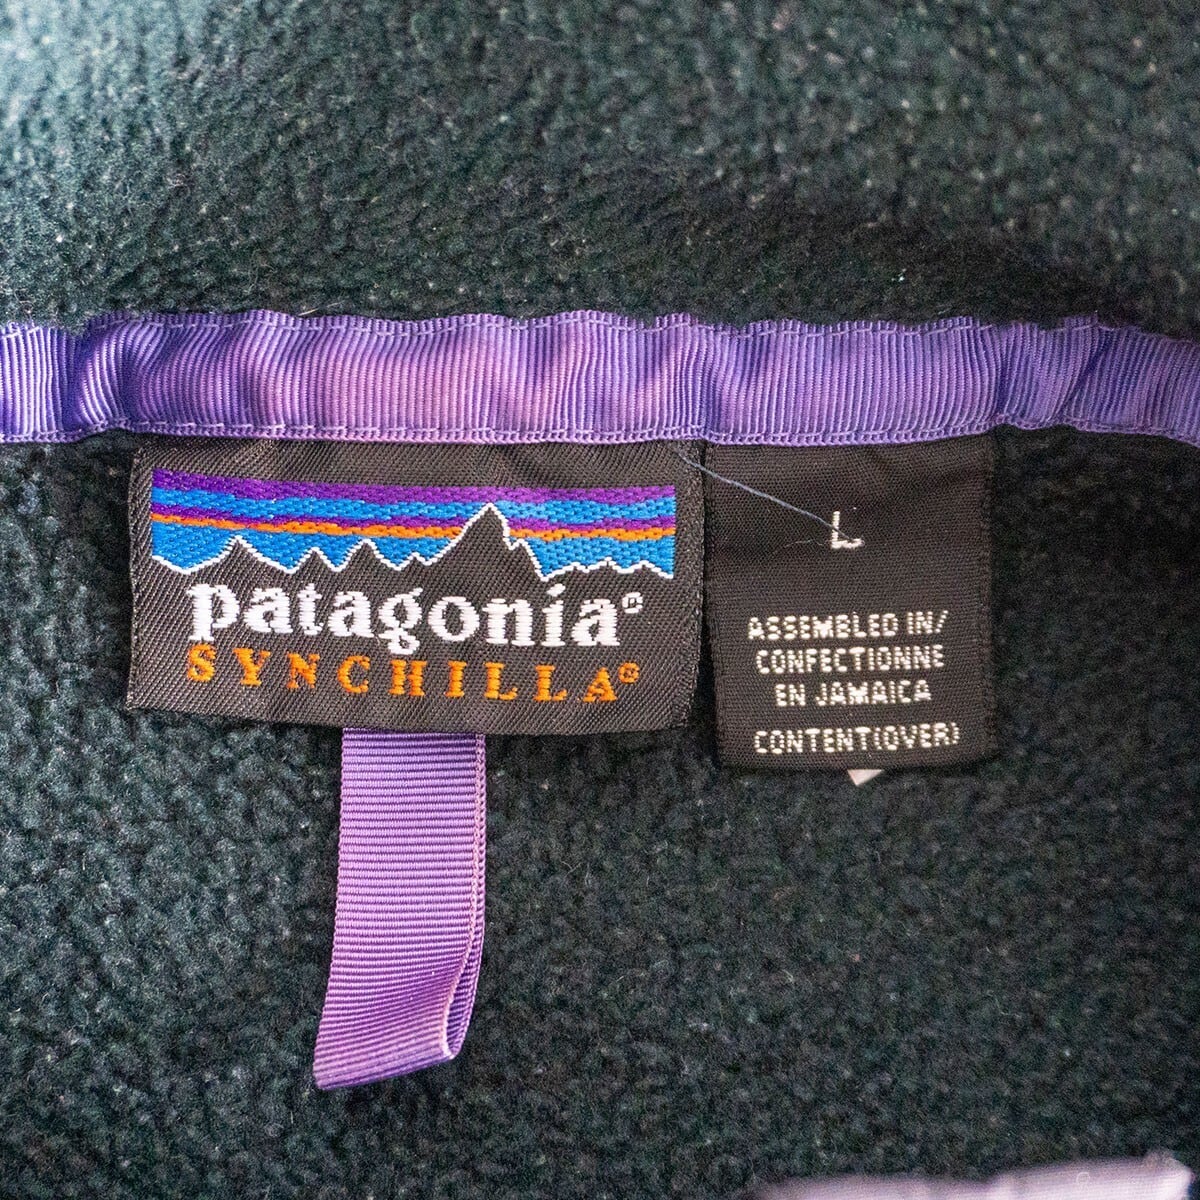 patagonia®
SYNCHILLA®
L
ASSEMBLED IN/
CONFECTIONNE
EN JAMAICA
CONTENT(OVER)